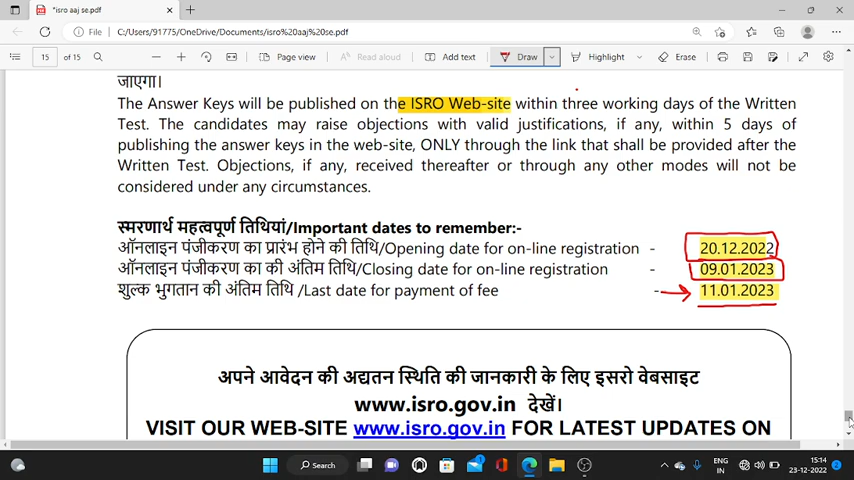 *isro aaj se.pdf
File
C:/Users/91775/OneDrive/Documents/isro%20aaj%20se.pdf
15 of 15
Page view
Read aloud
Add text
Draw
Highlight
Erase
जाएगा।
The Answer Keys will be published on the ISRO Web-site within three working days of the Written
Test. The candidates may raise objections with valid justifications, if any, within 5 days of
publishing the answer keys in the web-site, ONLY through the link that shall be provided after the
Written Test. Objections, if any, received thereafter or through any other modes will not be
considered under any circumstances.
स्मरणार्थ महत्वपूर्ण तिथियां/Important dates to remember:-
ऑनलाइन पंजीकरण का प्रारंभ होने की तिथि/Opening date for on-line registration - 20.12.2022
ऑनलाइन पंजीकरण का की अंतिम तिथि/Closing date for on-line registration - 09.01.2023
शुल्क भुगतान की अंतिम तिथि /Last date for payment of fee - 11.01.2023
अपने आवेदन की अद्यतन स्थिति की जानकारी के लिए इसरो वेबसाइट
www.isro.gov.in देखें।
VISIT OUR WEB-SITE www.isro.gov.in FOR LATEST UPDATES ON
Search
ENG
IN
15:14
23-12-2022